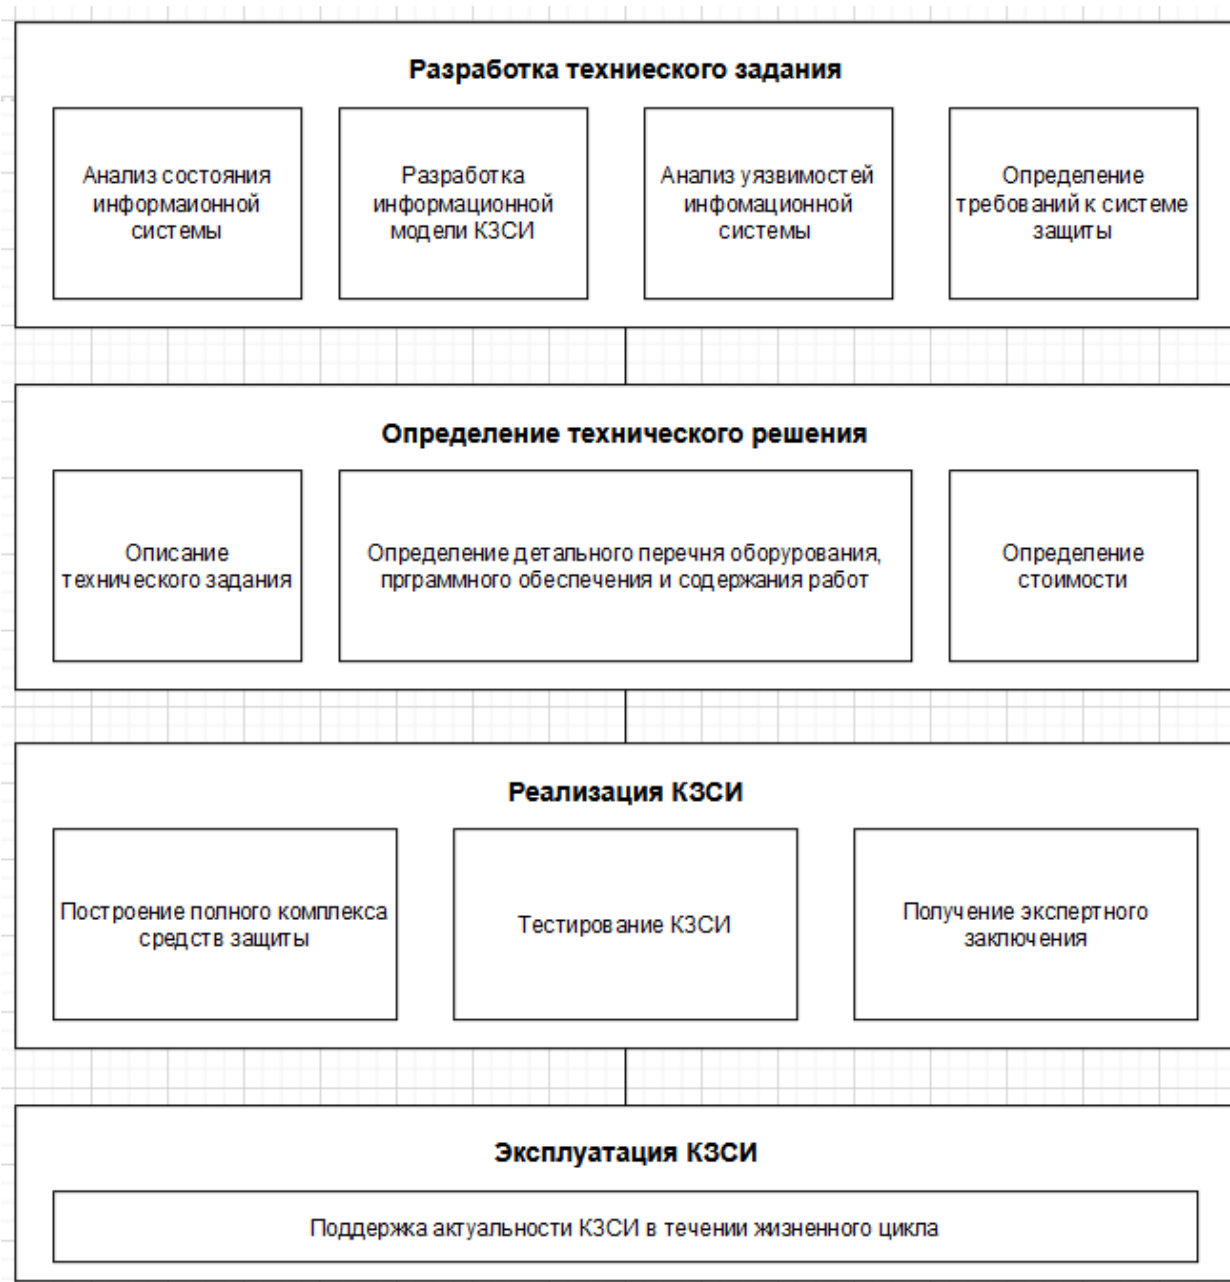 Разработка техниеского задания
Анализ состояния
информаионной
системы
Разработка
информационной
модели КЗСИ
Анализ уязвимостей
инфомационной
системы
Определение
требований к системе
защиты
Определение технического решения
Описание
технического задания
Определение детального перечня оборурования,
прграммного обеспечения и содержания работ
Определение
стоимости
Реализация КЗСИ
Построение полного комплекса
средств защиты
Тестирование КЗСИ
Получение экспертного
заключения
Эксплуатация КЗСИ
Поддержка актуальности КЗСИ в течении жизненного цикла